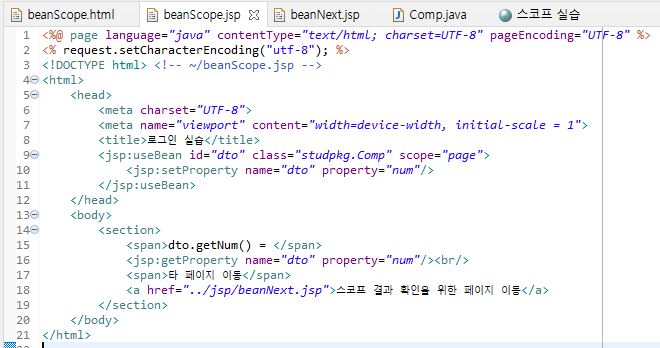 beanScope.html beanScope.jsp beanNext.jsp Comp.java 스코프 실습
1 <%@ page language="java" contentType="text/html; charset=UTF-8" pageEncoding="UTF-8" %>
2 <% request.setCharacterEncoding("utf-8"); %>
3 <!DOCTYPE html> <!-- ~/beanScope.jsp -->
4 <html>
5 <head>
6 <meta charset="UTF-8">
7 <meta name="viewport" content="width=device-width, initial-scale = 1">
8 <title>로그인 실습</title>
9 <jsp:useBean id="dto" class="studpkg.Comp" scope="page">
10 <jsp:setProperty name="dto" property="num"/>
11 </jsp:useBean>
12 </head>
13 <body>
14 <section>
15 <span>dto.getNum() = </span>
16 <jsp:getProperty name="dto" property="num"/><br/>
17 <span>타 페이지 이동</span>
18 <a href="../jsp/beanNext.jsp">스코프 결과 확인을 위한 페이지 이동</a>
19 </section>
20 </body>
21 </html>